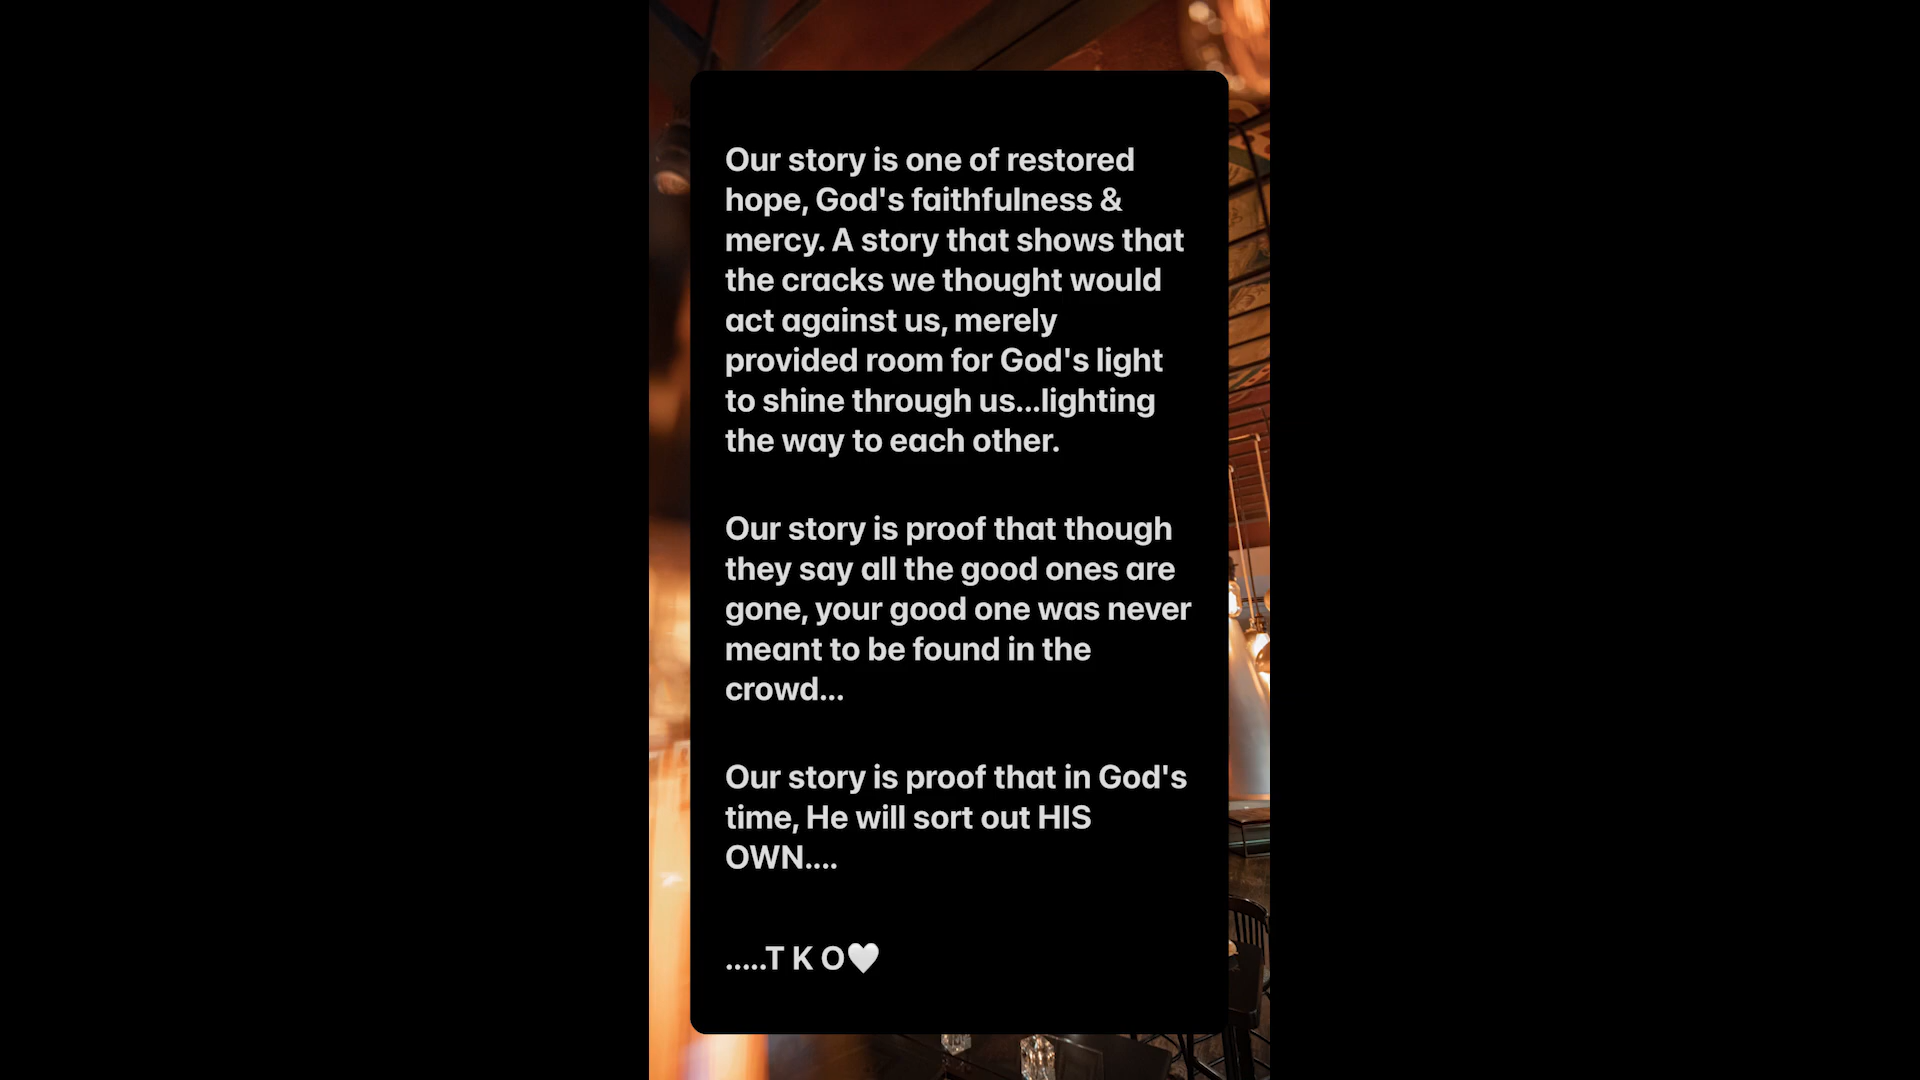 Our story is one of restored
hope, God's faithfulness &
mercy. A story that shows that
the cracks we thought would
act against us, merely
provided room for God's light
to shine through us...lighting
the way to each other.
Our story is proof that though
they say all the good ones are
gone, your good one was never
meant to be found in the
crowd...
Our story is proof that in God's
time, He will sort out HIS
OWN....
.....T K O🤍